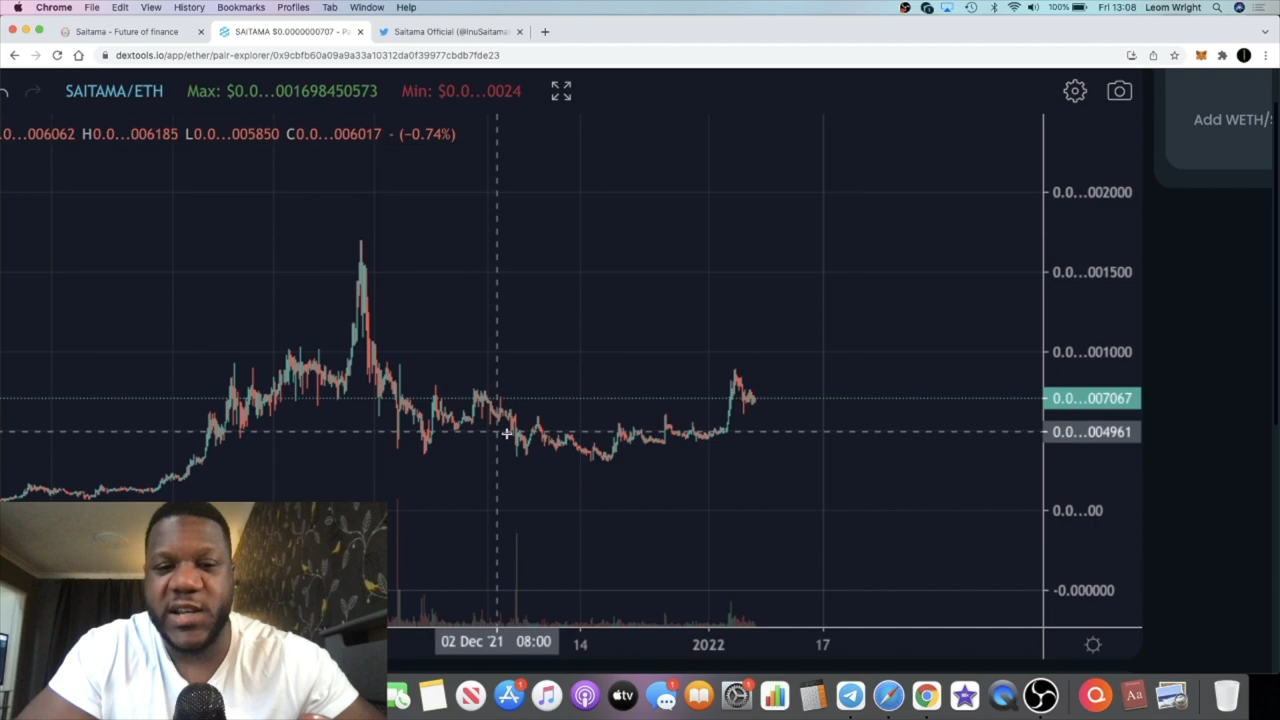 Chrome File Edit View History Bookmarks Profiles Tab Window Help 100% Fri 13:08 Leom Wright
Saitama - Future of finance SAITAMA $0.0000000707 - Pa Saitama Official (@InuSaitama
dextools.io/app/ether/pair-explorer/0x9cbfb60a09a9a33a10312da0f39977cbdb7fde23
SAITAMA/ETH Max: $0.0...001698450573 Min: $0.0...0024
Add WETH/S
0.0...006062 H0.0...006185 L0.0...005850 C0.0...006017 - (−0.74%)
0.0...002000
0.0...001500
0.0...001000
0.0...007067
0.0...004961
0.0...00
-0.000000
02 Dec '21 08:00 14 2022 17
tv
Aa